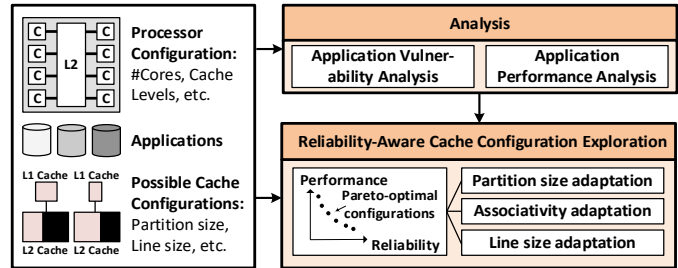 C C
C C
L2
C C
C C
Processor
Configuration:
#Cores, Cache
Levels, etc.
Applications
L1 Cache L1 Cache
L2 Cache L2 Cache
Possible Cache
Configurations:
Partition size,
Line size, etc.
Analysis
Application Vulner-
ability Analysis
Application
Performance Analysis
Reliability-Aware Cache Configuration Exploration
Performance
Pareto-optimal
configurations
Reliability
Partition size adaptation
Associativity adaptation
Line size adaptation